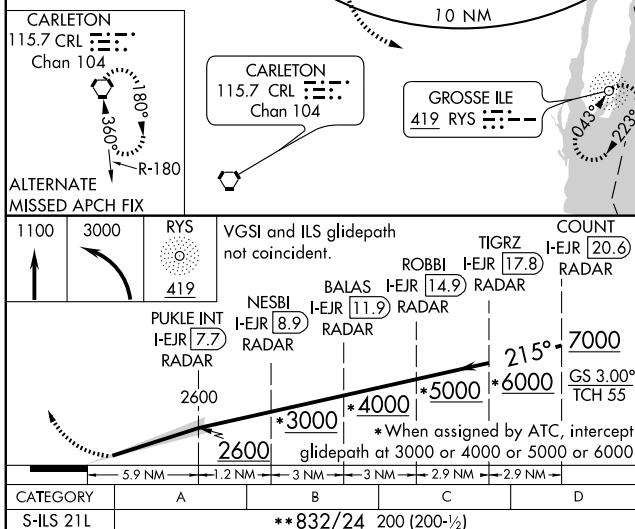 CARLETON
115.7 CRL
Chan 104
180°
360°
R-180
ALTERNATE
MISSED APCH FIX
10 NM
CARLETON
115.7 CRL
Chan 104
GROSSE ILE
419 RYS
043°
223°
1100
3000
RYS
419
VGSI and ILS glidepath
not coincident.
PUKLE INT
I-EJR 7.7
RADAR
NESBI
I-EJR 8.9
RADAR
BALAS
I-EJR 11.9
RADAR
ROBBI
I-EJR 14.9
RADAR
TIGRZ
I-EJR 17.8
RADAR
COUNT
I-EJR 20.6
RADAR
2600
2600
*3000
*4000
*5000
*6000
215°
7000
GS 3.00°
TCH 55
*When assigned by ATC, intercept
glidepath at 3000 or 4000 or 5000 or 6000
5.9 NM 1.2 NM 3 NM 3 NM 2.9 NM 2.9 NM
CATEGORY A B C D
S-ILS 21L **832/24 200 (200-½)